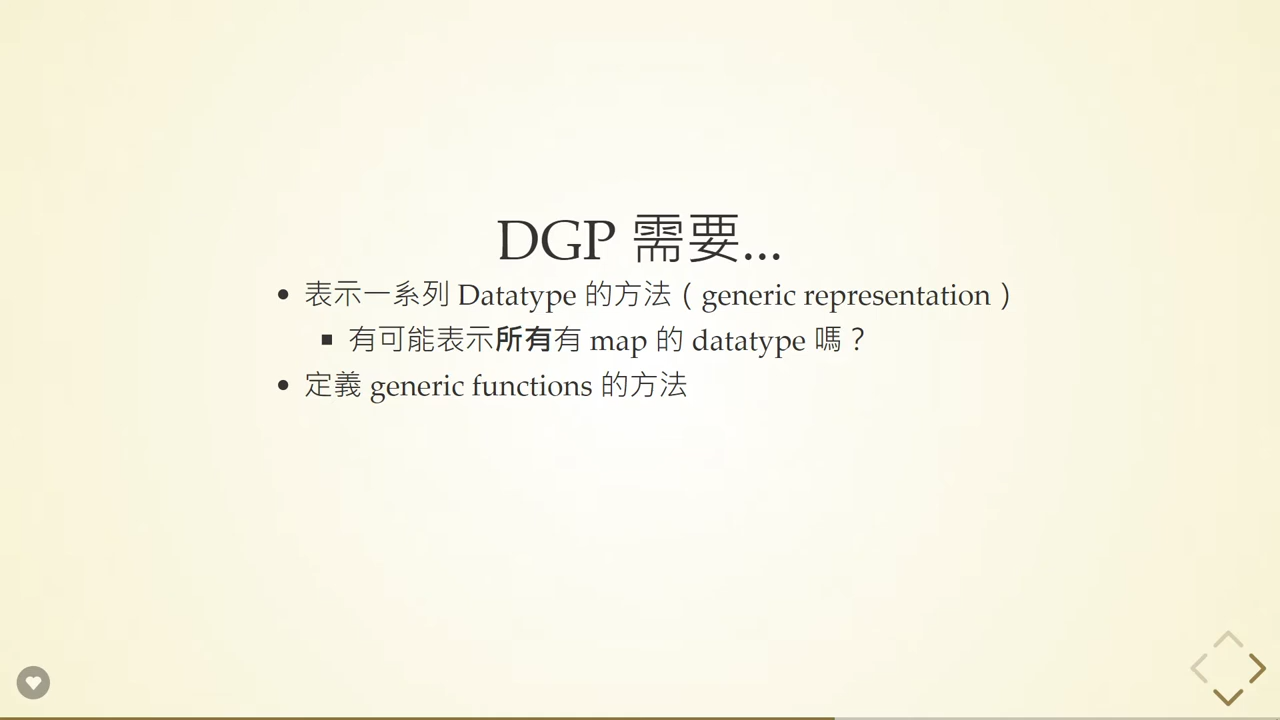 DGP 需要...
表示一系列 Datatype 的方法（generic representation）
有可能表示所有有 map 的 datatype 嗎？
定義 generic functions 的方法